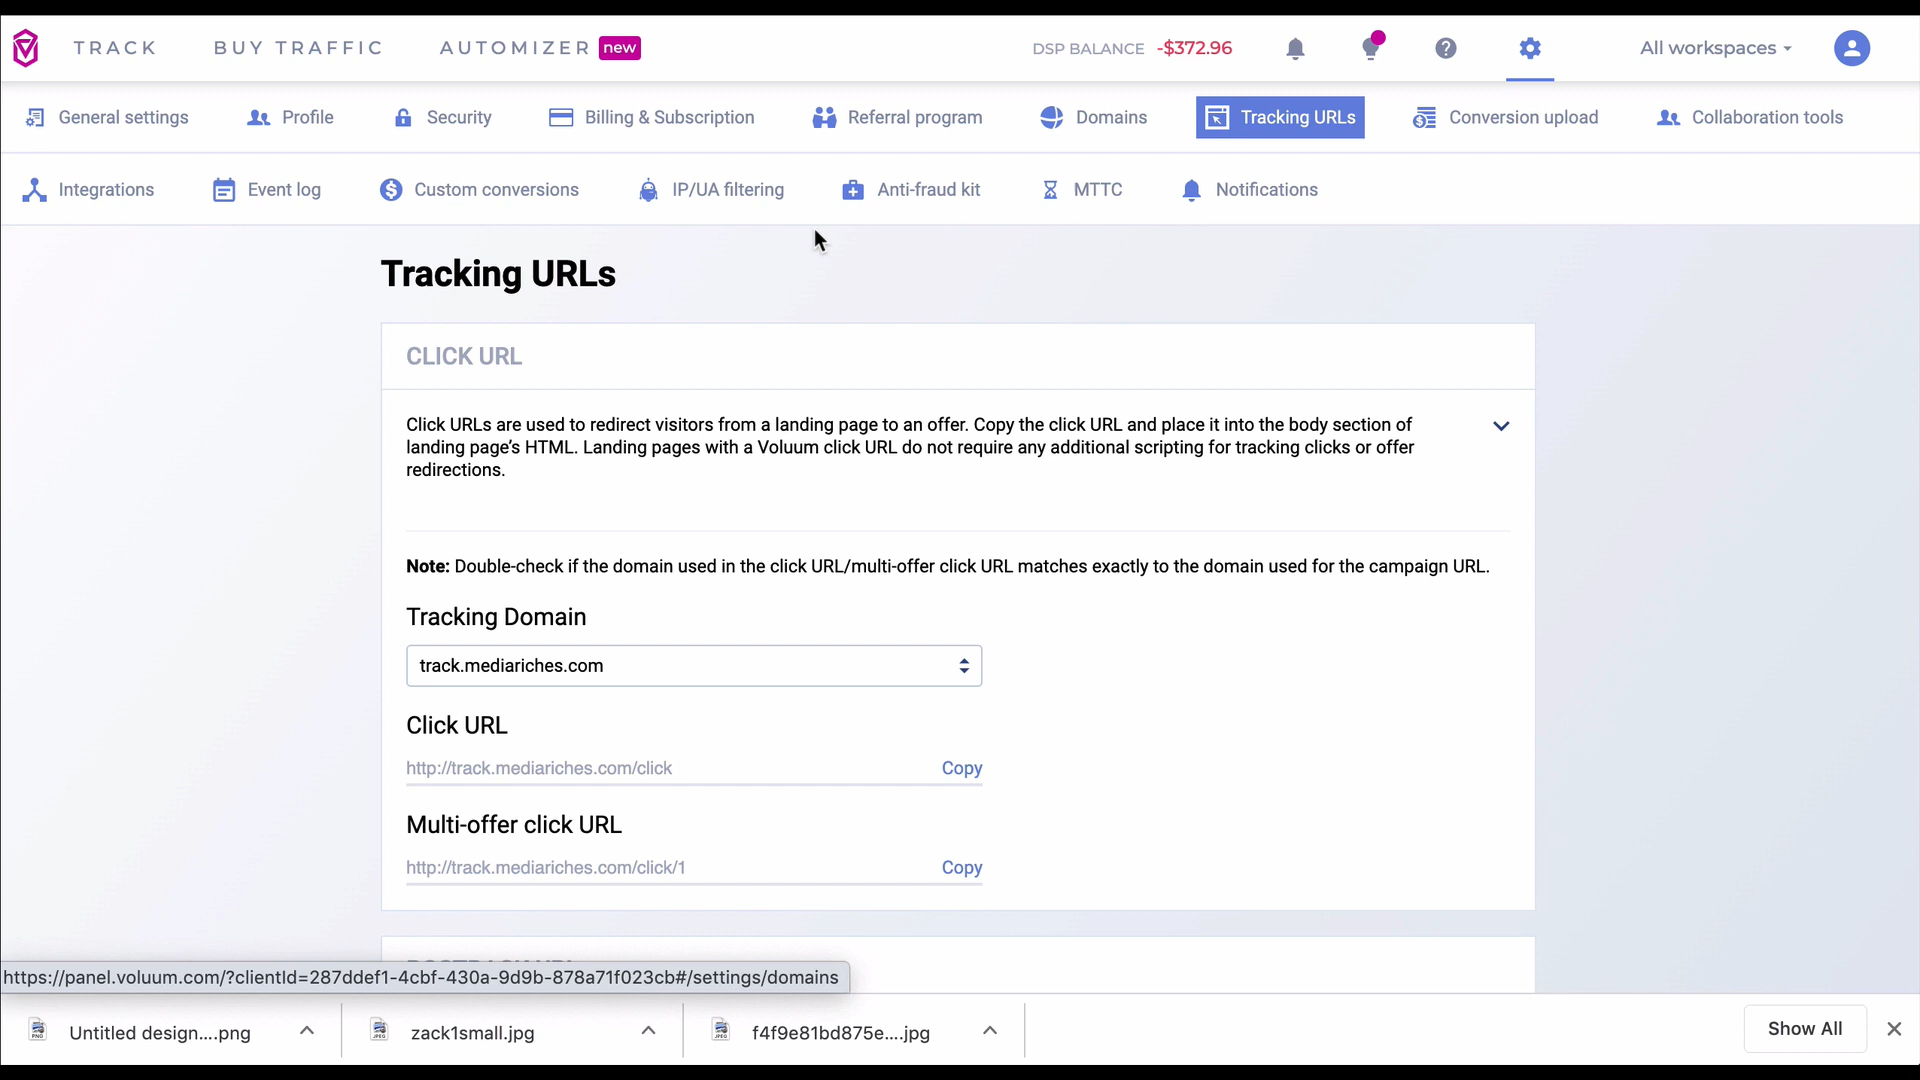 TRACK BUY TRAFFIC AUTOMIZER new DSP BALANCE -$372.96 All workspaces
General settings Profile Security Billing & Subscription Referral program Domains Tracking URLs Conversion upload Collaboration tools
Integrations Event log Custom conversions IP/UA filtering Anti-fraud kit MTTC Notifications
Tracking URLs
CLICK URL
Click URLs are used to redirect visitors from a landing page to an offer. Copy the click URL and place it into the body section of
landing page's HTML. Landing pages with a Voluum click URL do not require any additional scripting for tracking clicks or offer
redirections.
Note: Double-check if the domain used in the click URL/multi-offer click URL matches exactly to the domain used for the campaign URL.
Tracking Domain
track.mediariches.com
Click URL
http://track.mediariches.com/click Copy
Multi-offer click URL
http://track.mediariches.com/click/1 Copy
https://panel.voluum.com/?clientId=287ddef1-4cbf-430a-9d9b-878a71f023cb#/settings/domains
Untitled design....png zack1small.jpg f4f9e81bd875e....jpg Show All